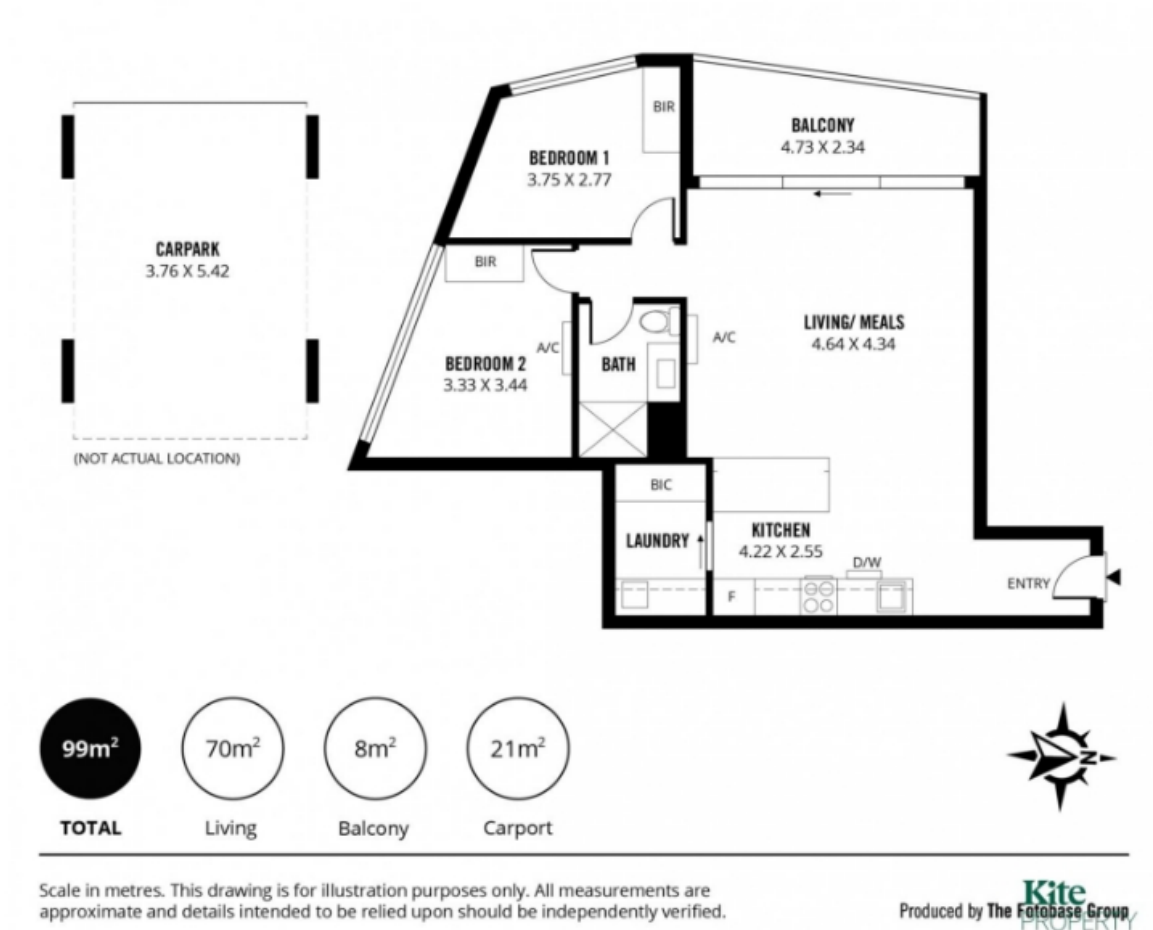 BIR
BALCONY
4.73 X 2.34
BEDROOM 1
3.75 X 2.77
CARPARK
3.76 X 5.42
BIR
LIVING/ MEALS
4.64 X 4.34
A/C
A/C
BEDROOM 2
3.33 X 3.44
BATH
(NOT ACTUAL LOCATION)
BIC
LAUNDRY
KITCHEN
4.22 X 2.55
D/W
ENTRY
F
99m²
70m²
8m²
21m²
N
TOTAL
Living
Balcony
Carport
Scale in metres. This drawing is for illustration purposes only. All measurements are
approximate and details intended to be relied upon should be independently verified.
Produced by The Fotobase Group
Kite
PROPERTY